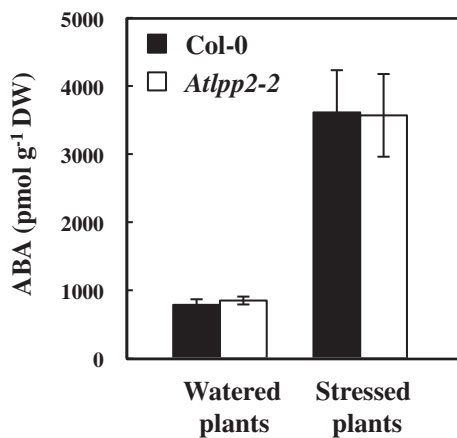 5000
4000
3000
2000
1000
0
ABA (pmol g⁻¹ DW)
Col-0
Atlpp2-2
Watered
plants
Stressed
plants